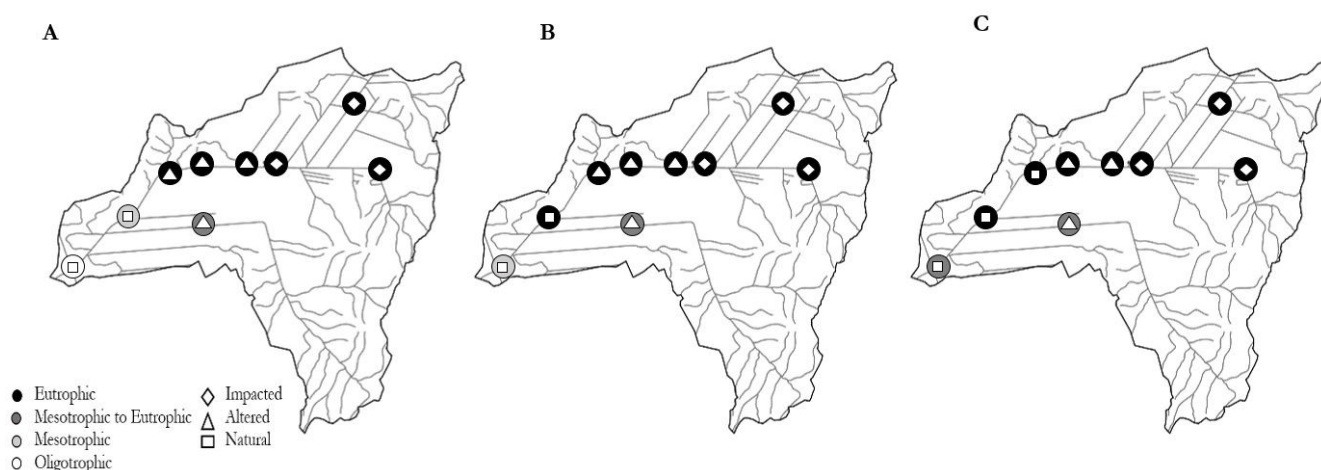 A
B
C
Eutrophic
Mesotrophic to Eutrophic
Mesotrophic
Oligotrophic
Impacted
Altered
Natural